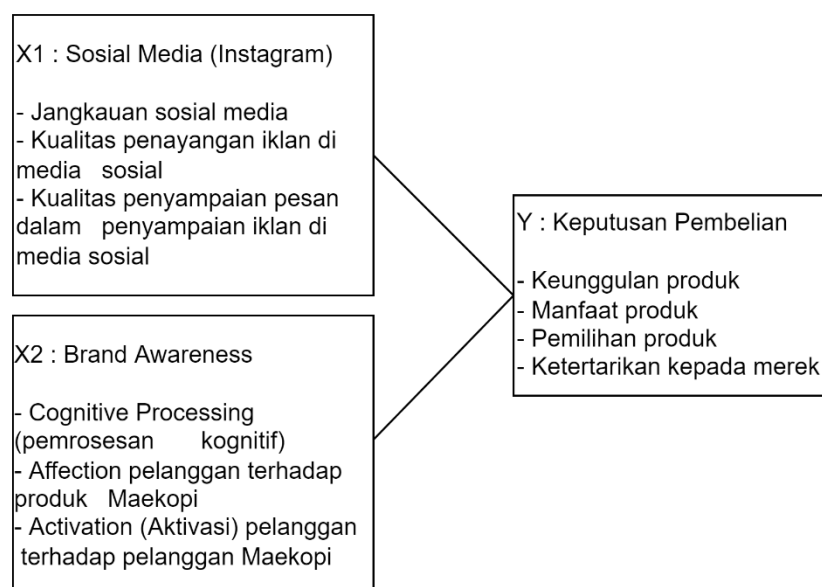 X1 : Sosial Media (Instagram)
- Jangkauan sosial media
- Kualitas penayangan iklan di
media sosial
- Kualitas penyampaian pesan
dalam penyampaian iklan di
media sosial
X2 : Brand Awareness
- Cognitive Processing
(pemrosesan kognitif)
- Affection pelanggan terhadap
produk Maekopi
- Activation (Aktivasi) pelanggan
terhadap pelanggan Maekopi
Y : Keputusan Pembelian
- Keunggulan produk
- Manfaat produk
- Pemilihan produk
- Ketertarikan kepada merek